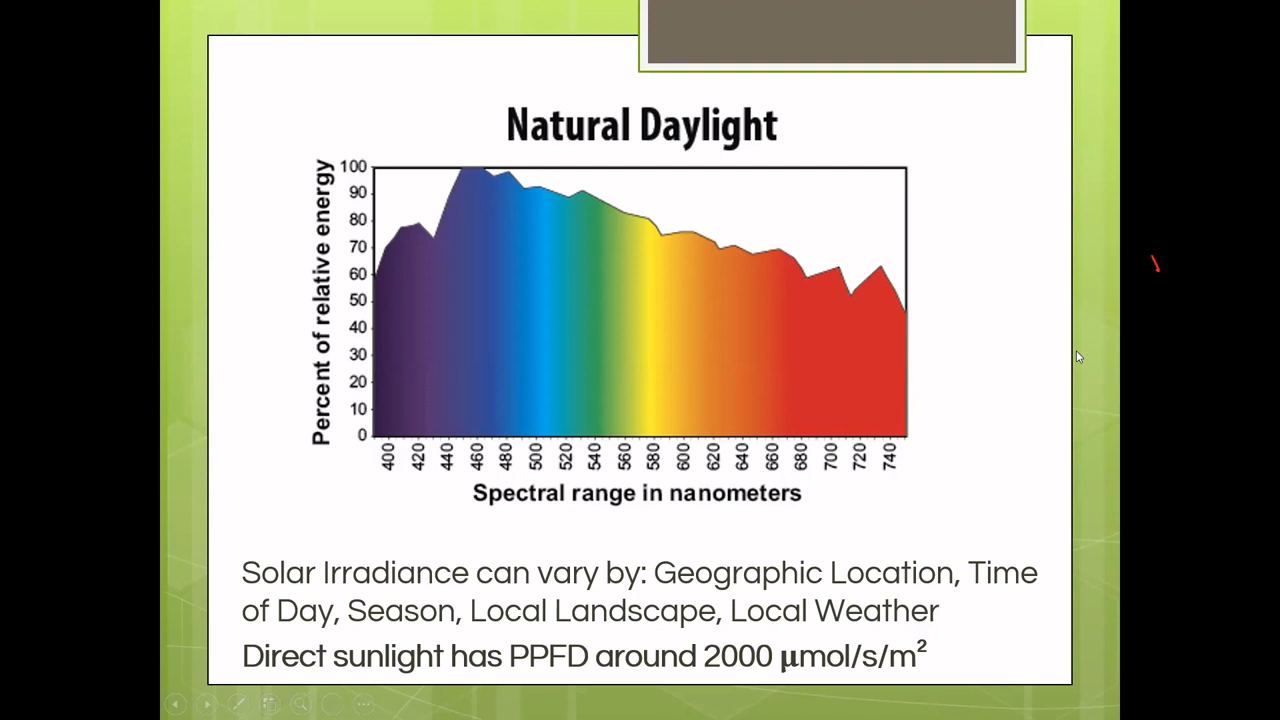 Natural Daylight
Percent of relative energy
100
90
80
70
60
50
40
30
20
10
0
400 420 440 460 480 500 520 540 560 580 600 620 640 660 680 700 720 740
Spectral range in nanometers
Solar Irradiance can vary by: Geographic Location, Time
of Day, Season, Local Landscape, Local Weather
Direct sunlight has PPFD around 2000 μmol/s/m²